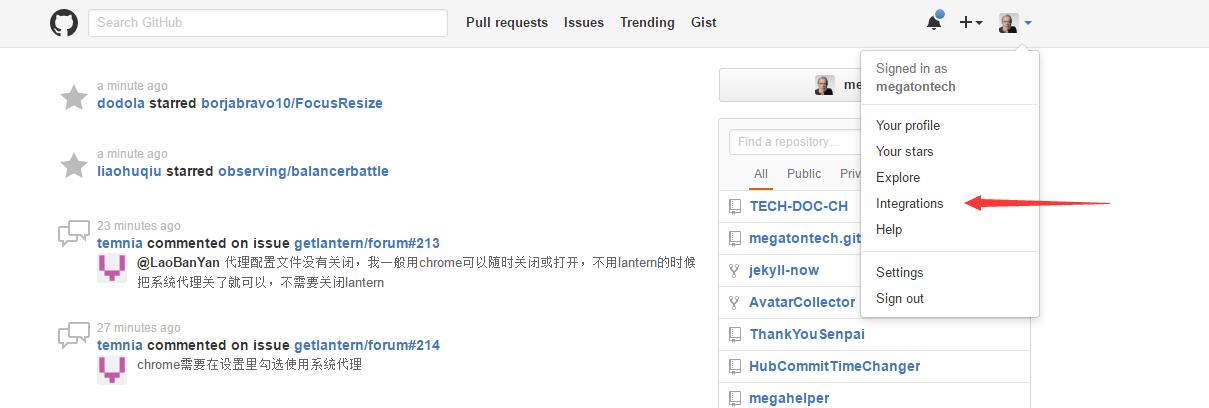 Search GitHub
Pull requests
Issues
Trending
Gist
a minute ago
dodola starred borjabravo10/FocusResize
a minute ago
liaohuqiu starred observing/balancerbattle
23 minutes ago
temnia commented on issue getlantern/forum#213
@LaoBanYan 代理配置文件没有关闭，我一般用chrome可以随时关闭或打开，不用lantern的时候
把系统代理关了就可以，不需要关闭lantern
27 minutes ago
temnia commented on issue getlantern/forum#214
chrome需要在设置里勾选使用系统代理
me
Find a repository…
All
Public
Priv
TECH-DOC-CH
megatontech.git
jekyll-now
AvatarCollector
ThankYouSenpai
HubCommitTimeChanger
megahelper
Signed in as
megatontech
Your profile
Your stars
Explore
Integrations
Help
Settings
Sign out